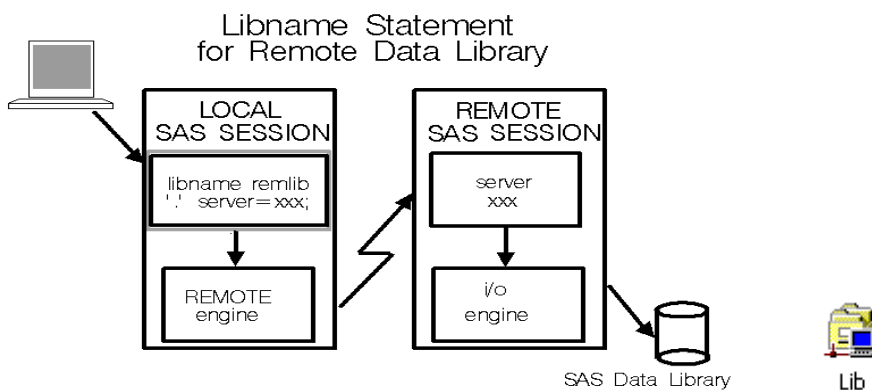 Libname Statement
for Remote Data Library
LOCAL
SAS SESSION
libname remlib
'.' server=xxx;
REMOTE
engine
REMOTE
SAS SESSION
server
xxx
i/o
engine
SAS Data Library
Lib